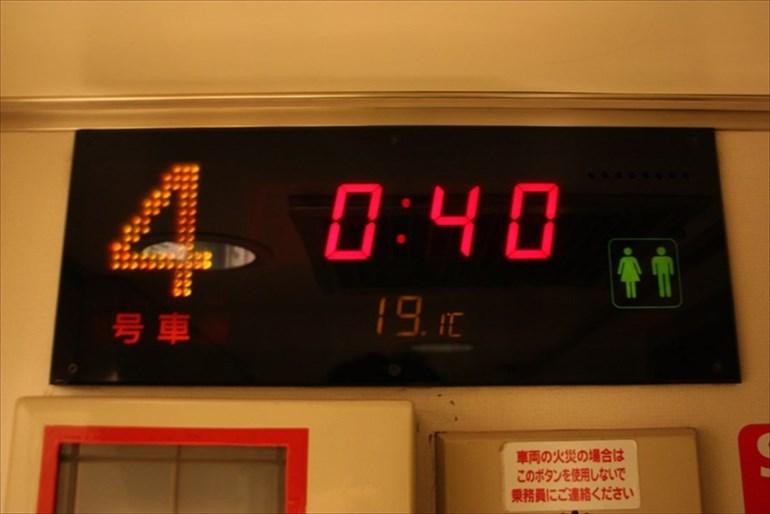 4
号車
0:40
19.1℃
車両の火災の場合は
このボタンを使用しないで
乗務員にご連絡ください